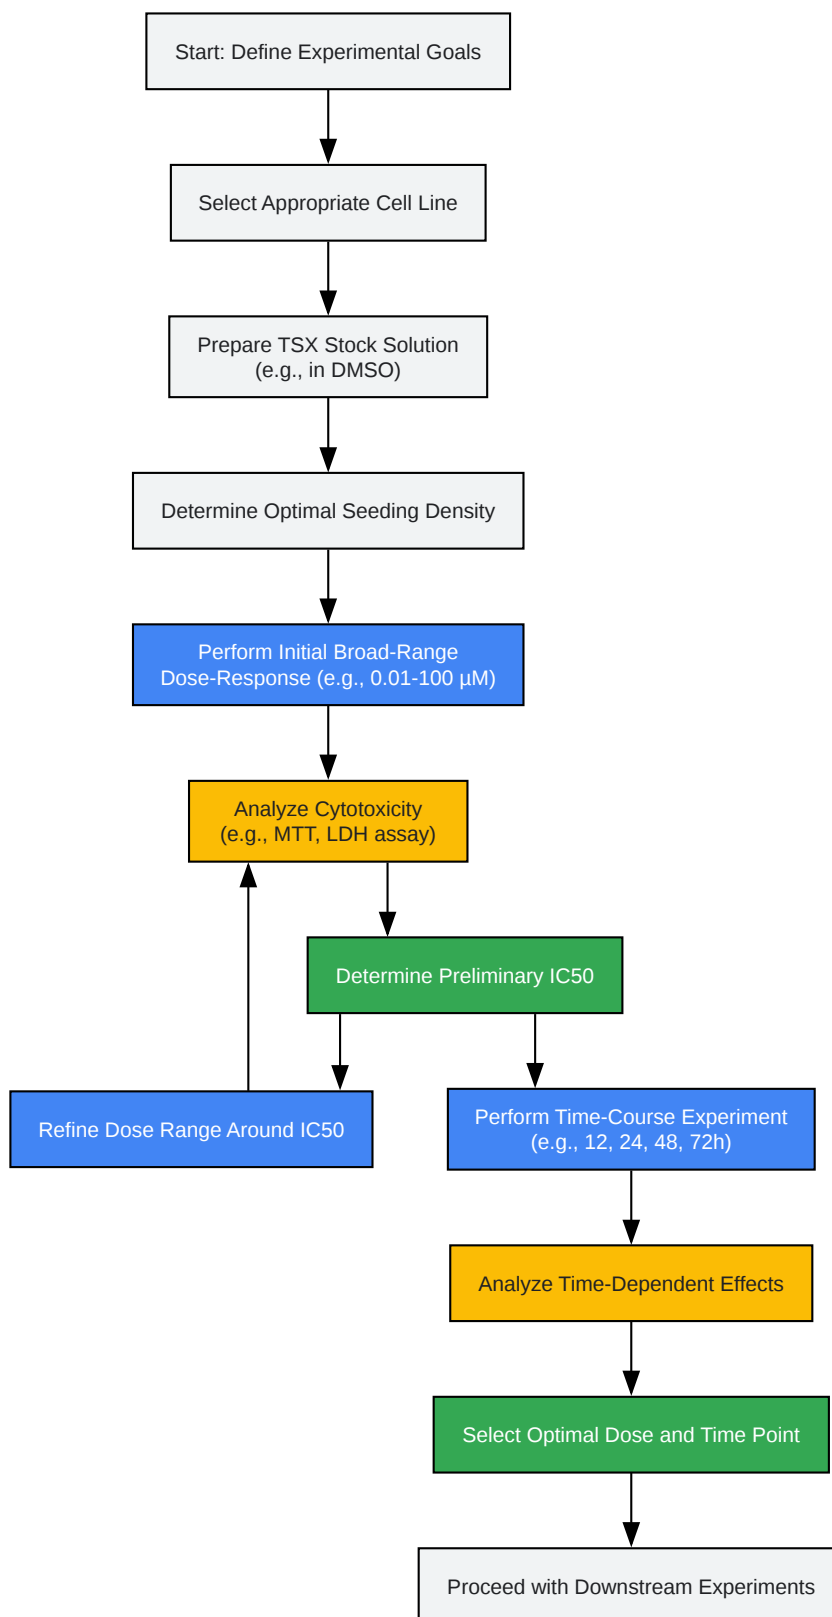 Start: Define Experimental Goals
Select Appropriate Cell Line
Prepare TSX Stock Solution
(e.g., in DMSO)
Determine Optimal Seeding Density
Perform Initial Broad-Range
Dose-Response (e.g., 0.01-100 µM)
Analyze Cytotoxicity
(e.g., MTT, LDH assay)
Determine Preliminary IC50
Refine Dose Range Around IC50
Perform Time-Course Experiment
(e.g., 12, 24, 48, 72h)
Analyze Time-Dependent Effects
Select Optimal Dose and Time Point
Proceed with Downstream Experiments